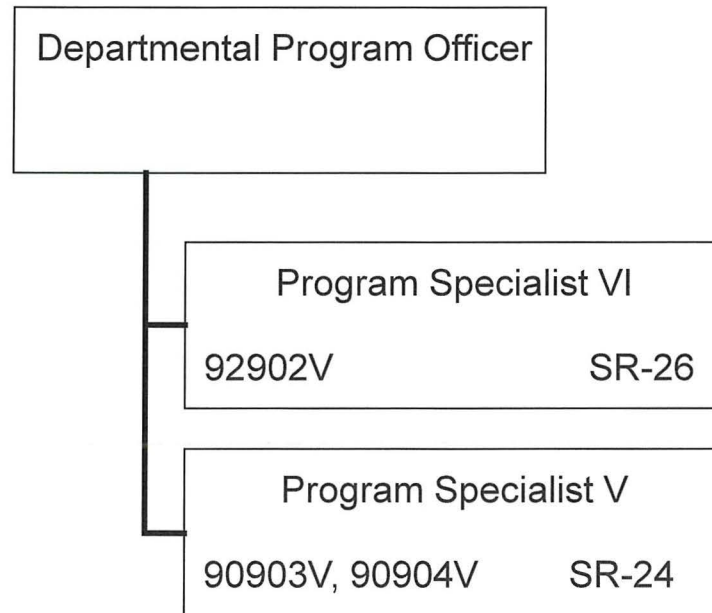 Departmental Program Officer
Program Specialist VI
92902V SR-26
Program Specialist V
90903V, 90904V SR-24